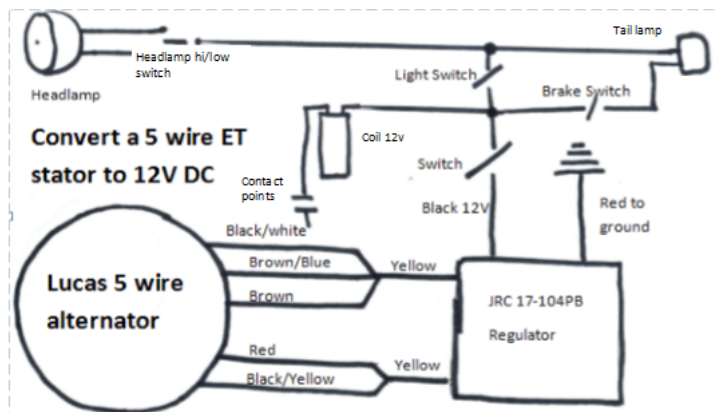 Tail lamp
Headlamp hi/low
switch
Light Switch
Headlamp
Brake Switch
Convert a 5 wire ET
stator to 12V DC
Coil 12v
Switch
Contact
points
Black 12V
Red to
ground
Black/white
Brown/Blue
Yellow
Lucas 5 wire
alternator
Brown
JRC 17-104PB
Regulator
Red
Yellow
Black/Yellow